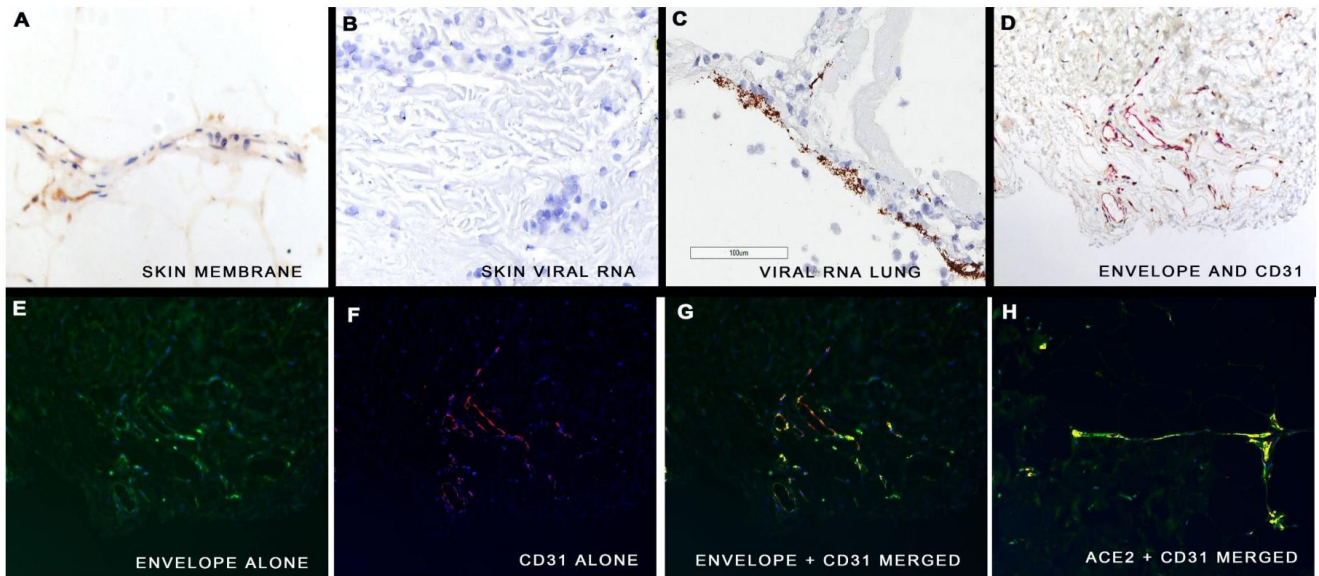 A
SKIN MEMBRANE
B
SKIN VIRAL RNA
C
100um
VIRAL RNA LUNG
D
ENVELOPE AND CD31
E
ENVELOPE ALONE
F
CD31 ALONE
G
ENVELOPE + CD31 MERGED
H
ACE2 + CD31 MERGED